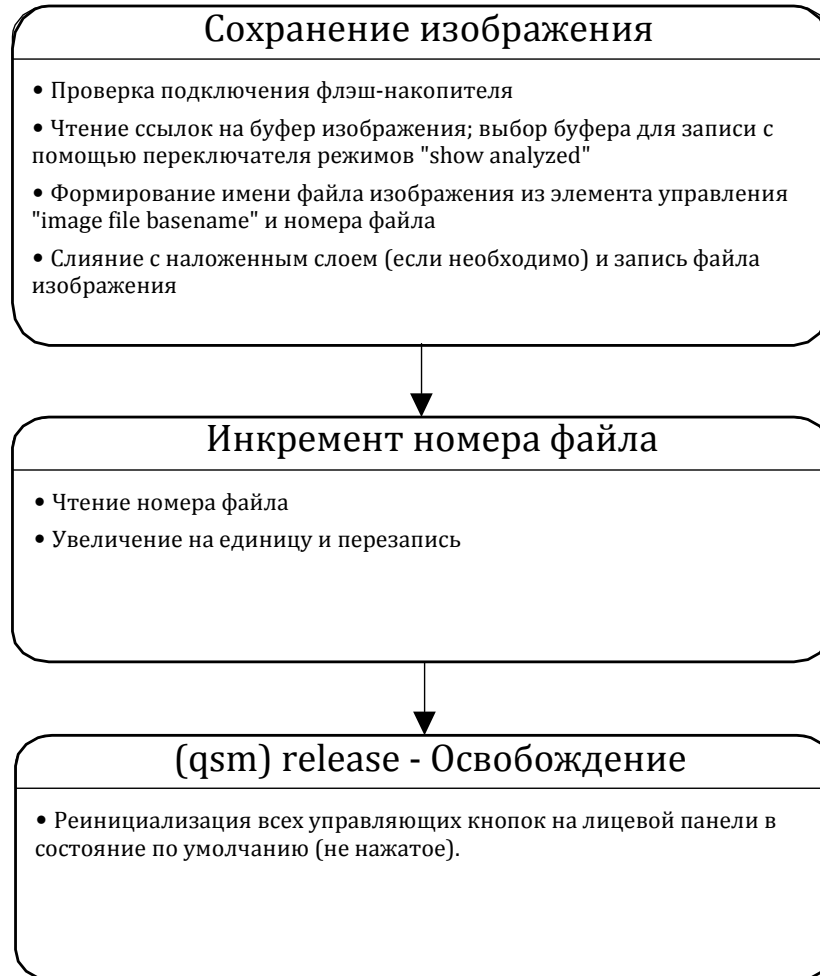 Сохранение изображения
• Проверка подключения флэш-накопителя
• Чтение ссылок на буфер изображения; выбор буфера для записи с
помощью переключателя режимов "show analyzed"
• Формирование имени файла изображения из элемента управления
"image file basename" и номера файла
• Слияние с наложенным слоем (если необходимо) и запись файла
изображения
Инкремент номера файла
• Чтение номера файла
• Увеличение на единицу и перезапись
(qsm) release - Освобождение
• Реинициализация всех управляющих кнопок на лицевой панели в
состояние по умолчанию (не нажатое).